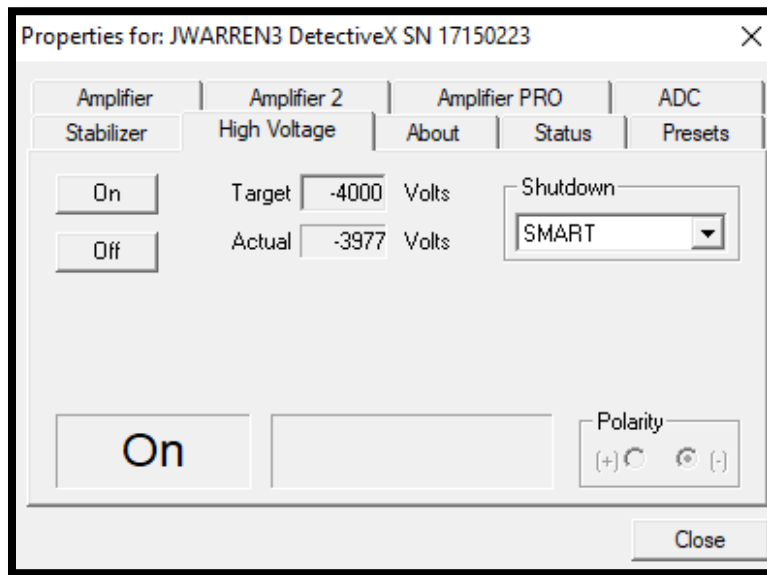 Properties for: JWARREN3 DetectiveX SN 17150223
Amplifier Amplifier 2 Amplifier PRO ADC
Stabilizer High Voltage About Status Presets
On Target -4000 Volts Shutdown
Off Actual -3977 Volts SMART
On Polarity
(+) (-)
Close